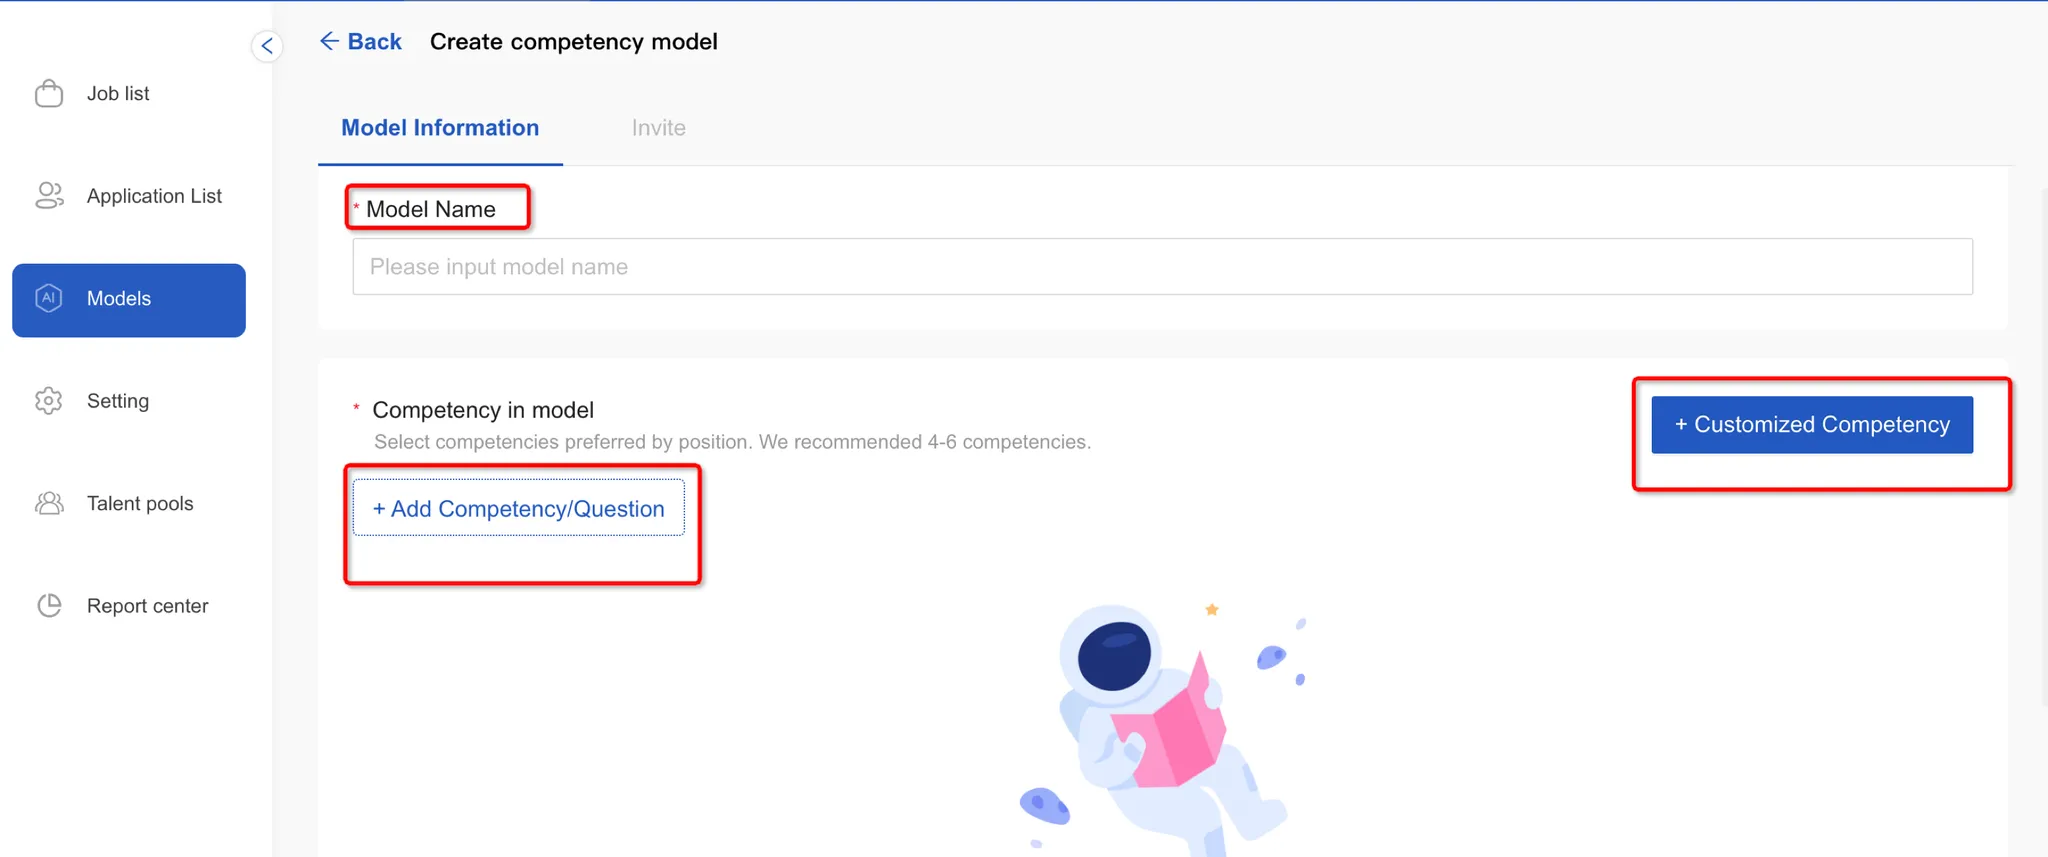 Back Create competency model
Job list
Model Information Invite
Application List
* Model Name
Please input model name
AI Models
Setting
* Competency in model
Select competencies preferred by position. We recommended 4-6 competencies.
+ Customized Competency
Talent pools
+ Add Competency/Question
Report center